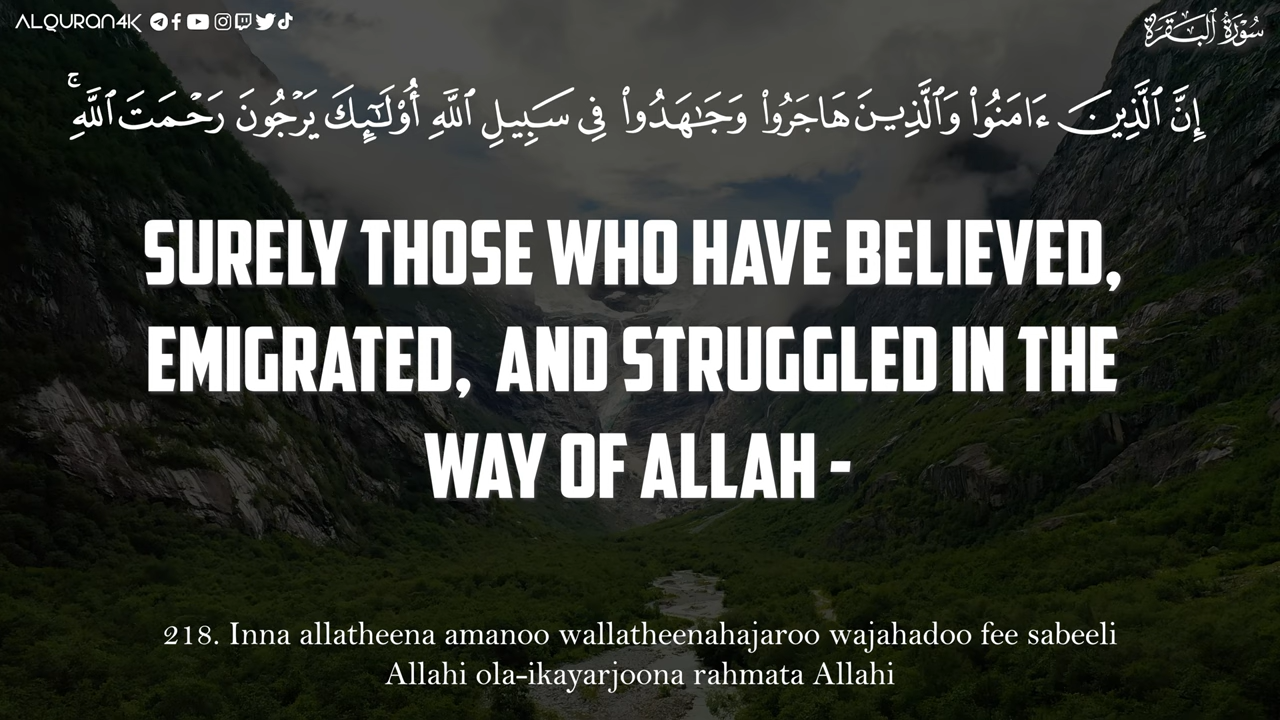 ALQURAN4K
سُورَةُ البَقَرَةِ
إِنَّ ٱلَّذِينَ ءَامَنُوا۟ وَٱلَّذِينَ هَاجَرُوا۟ وَجَـٰهَدُوا۟ فِى سَبِيلِ ٱللَّهِ أُو۟لَـٰٓئِكَ يَرْجُونَ رَحْمَتَ ٱللَّهِ ۚ
SURELY THOSE WHO HAVE BELIEVED,
EMIGRATED, AND STRUGGLED IN THE
WAY OF ALLAH -
218. Inna allatheena amanoo wallatheenahajaroo wajahadoo fee sabeeli
Allahi ola-ikayarjoona rahmata Allahi